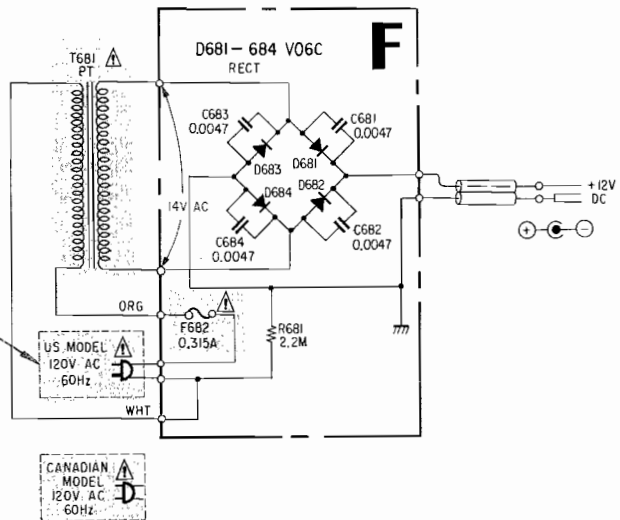 D681 – 684 V06C
RECT
F
T681
PT
C683
0.0047
C681
0.0047
D683
D681
D684
D682
14V AC
C684
0.0047
C682
0.0047
+12V
DC
ORG
F682
0.315A
R681
2.2M
US MODEL
120V AC
60Hz
WHT
CANADIAN
MODEL
120V AC
60Hz